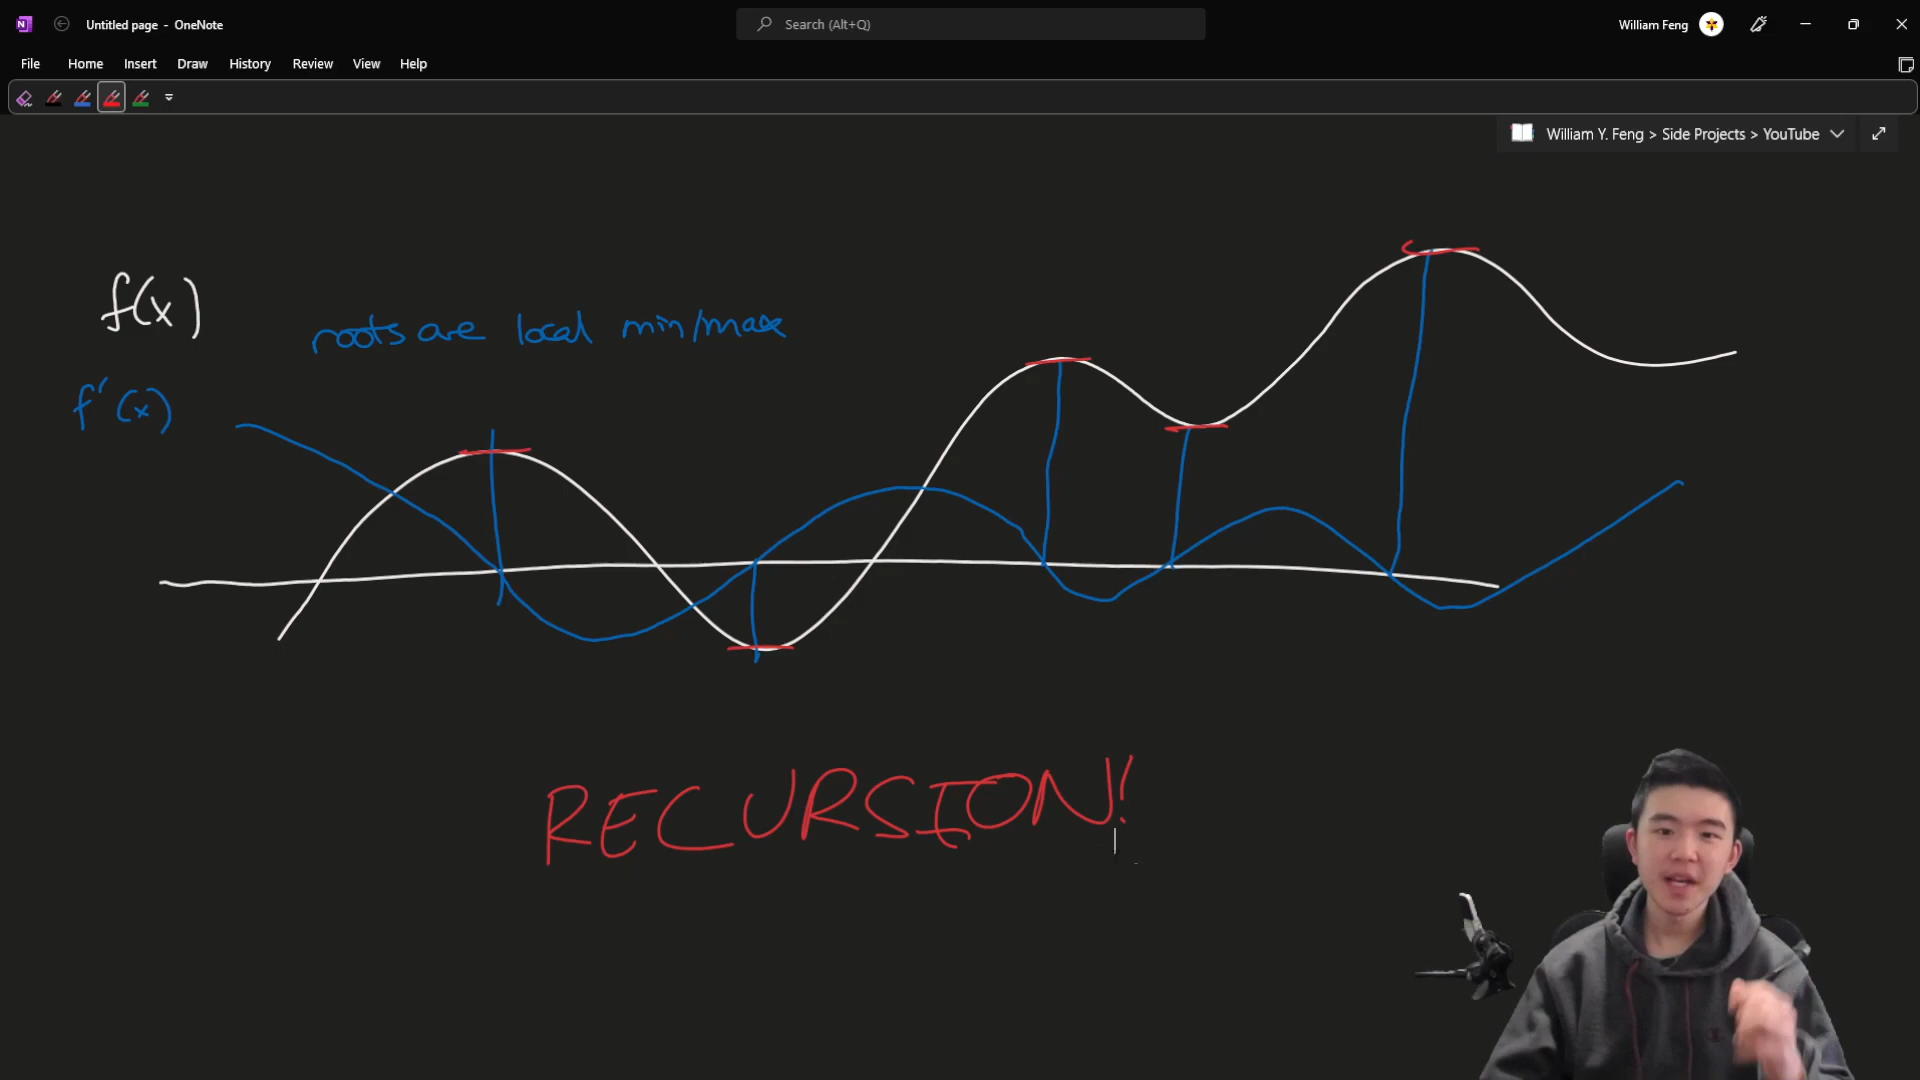 Untitled page - OneNote
Search (Alt+Q)
William Feng
File Home Insert Draw History Review View Help
William Y. Feng > Side Projects > YouTube
f(x)
roots are local min/max
f'(x)
RECURSION!